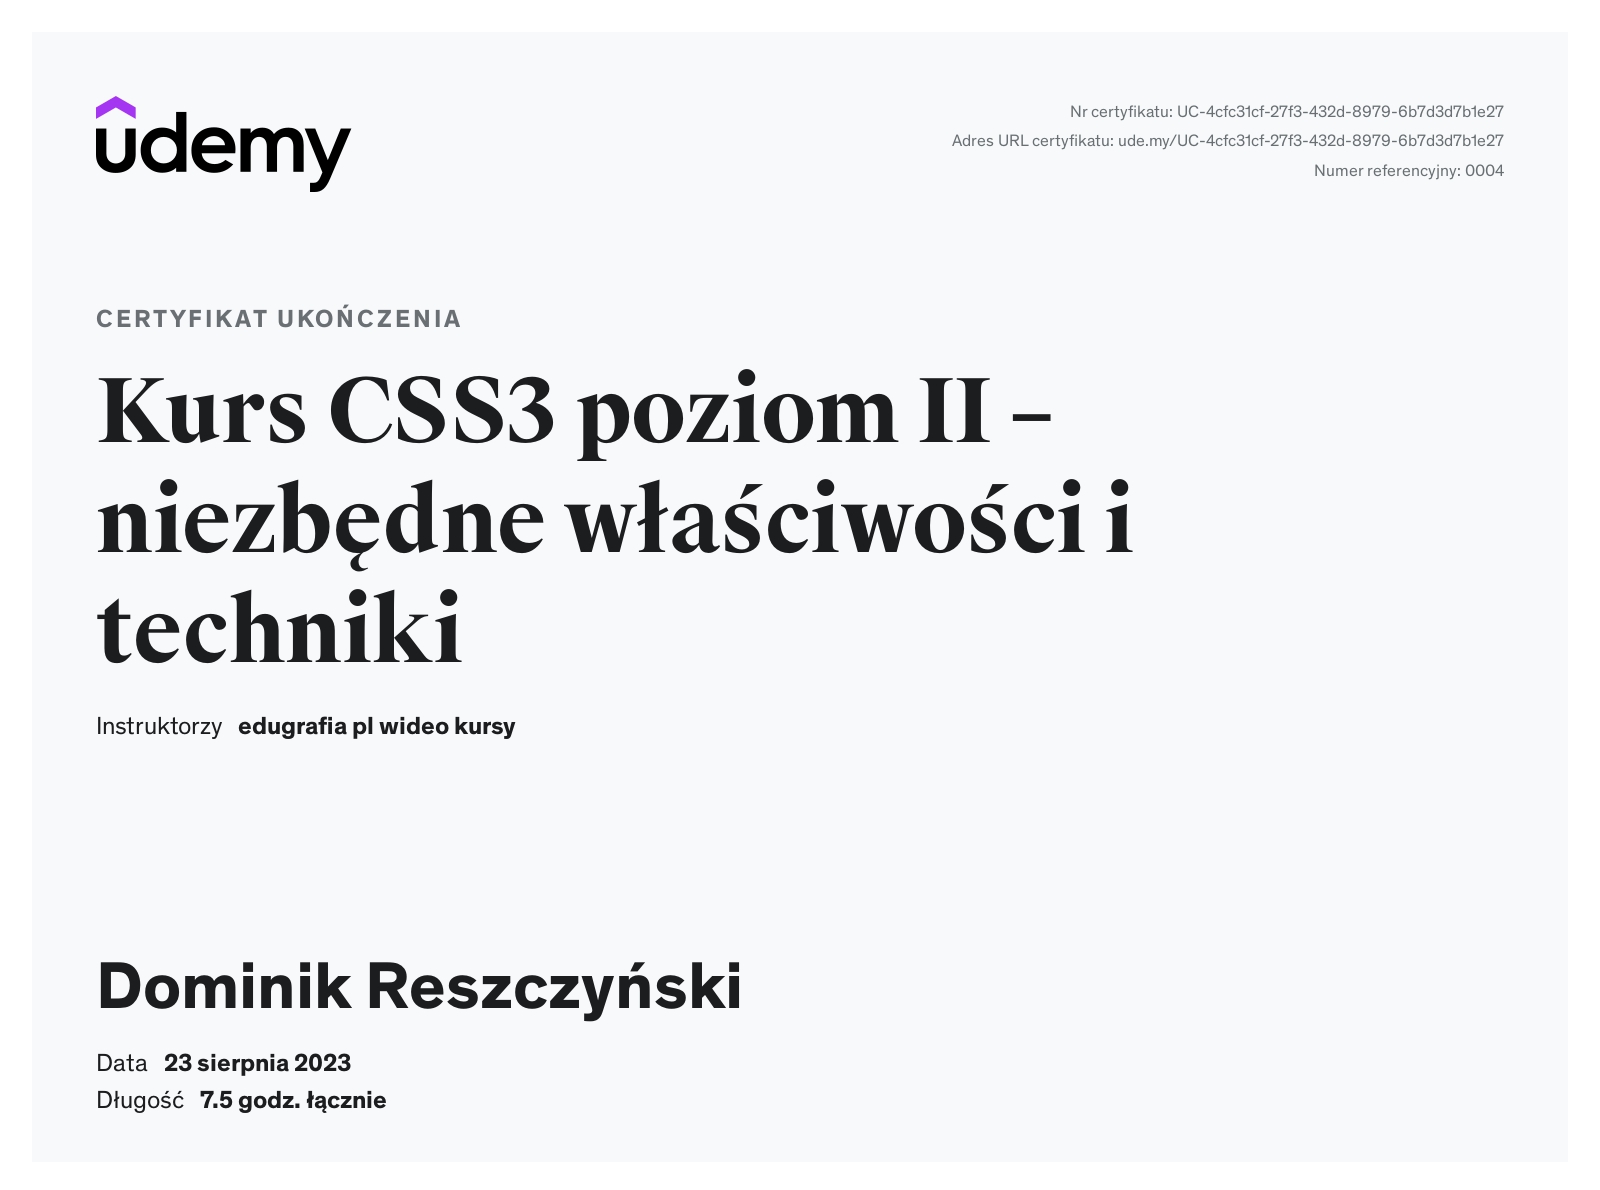 udemy
Nr certyfikatu: UC-4cfc31cf-27f3-432d-8979-6b7d3d7b1e27
Adres URL certyfikatu: ude.my/UC-4cfc31cf-27f3-432d-8979-6b7d3d7b1e27
Numer referencyjny: 0004
CERTYFIKAT UKOŃCZENIA
Kurs CSS3 poziom II –
niezbędne właściwości i
techniki
Instruktorzy edugrafia pl wideo kursy
Dominik Reszczyński
Data 23 sierpnia 2023
Długość 7.5 godz. łącznie